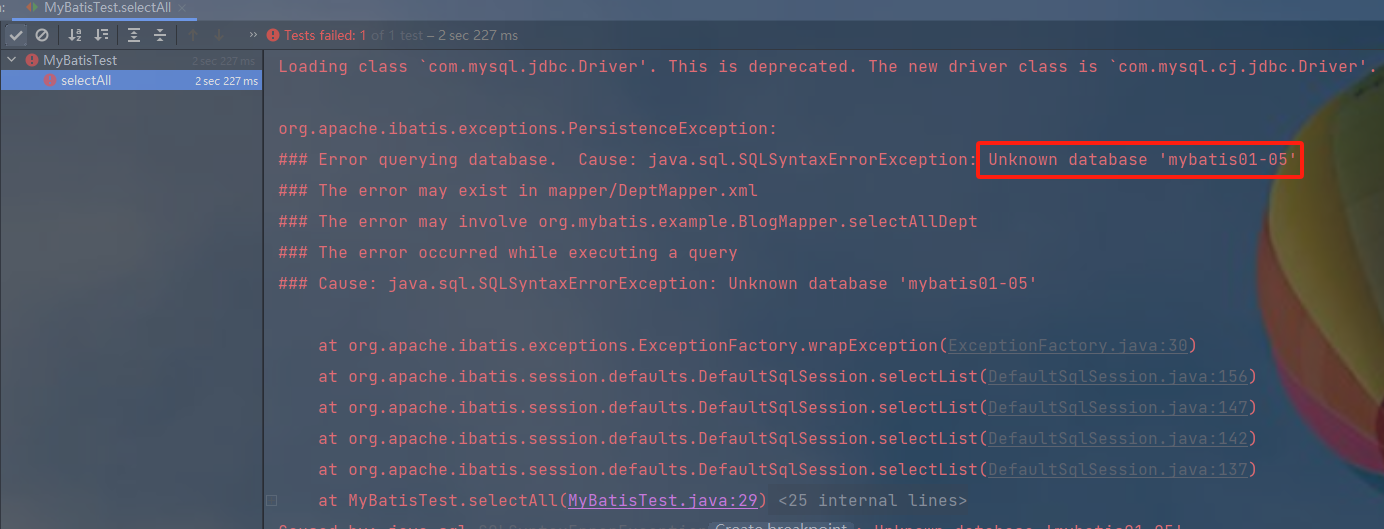 MyBatisTest.selectAll ×
» Tests failed: 1 of 1 test – 2 sec 227 ms
MyBatisTest 2 sec 227 ms
selectAll 2 sec 227 ms
Loading class `com.mysql.jdbc.Driver'. This is deprecated. The new driver class is `com.mysql.cj.jdbc.Driver'.
org.apache.ibatis.exceptions.PersistenceException:
### Error querying database.  Cause: java.sql.SQLSyntaxErrorException: Unknown database 'mybatis01-05'
### The error may exist in mapper/DeptMapper.xml
### The error may involve org.mybatis.example.BlogMapper.selectAllDept
### The error occurred while executing a query
### Cause: java.sql.SQLSyntaxErrorException: Unknown database 'mybatis01-05'
at org.apache.ibatis.exceptions.ExceptionFactory.wrapException(ExceptionFactory.java:30)
at org.apache.ibatis.session.defaults.DefaultSqlSession.selectList(DefaultSqlSession.java:156)
at org.apache.ibatis.session.defaults.DefaultSqlSession.selectList(DefaultSqlSession.java:147)
at org.apache.ibatis.session.defaults.DefaultSqlSession.selectList(DefaultSqlSession.java:142)
at org.apache.ibatis.session.defaults.DefaultSqlSession.selectList(DefaultSqlSession.java:137)
at MyBatisTest.selectAll(MyBatisTest.java:29) <25 internal lines>
Caused by: java.sql.SQLSyntaxErrorException Create breakpoint : Unknown database 'mybatis01-05'